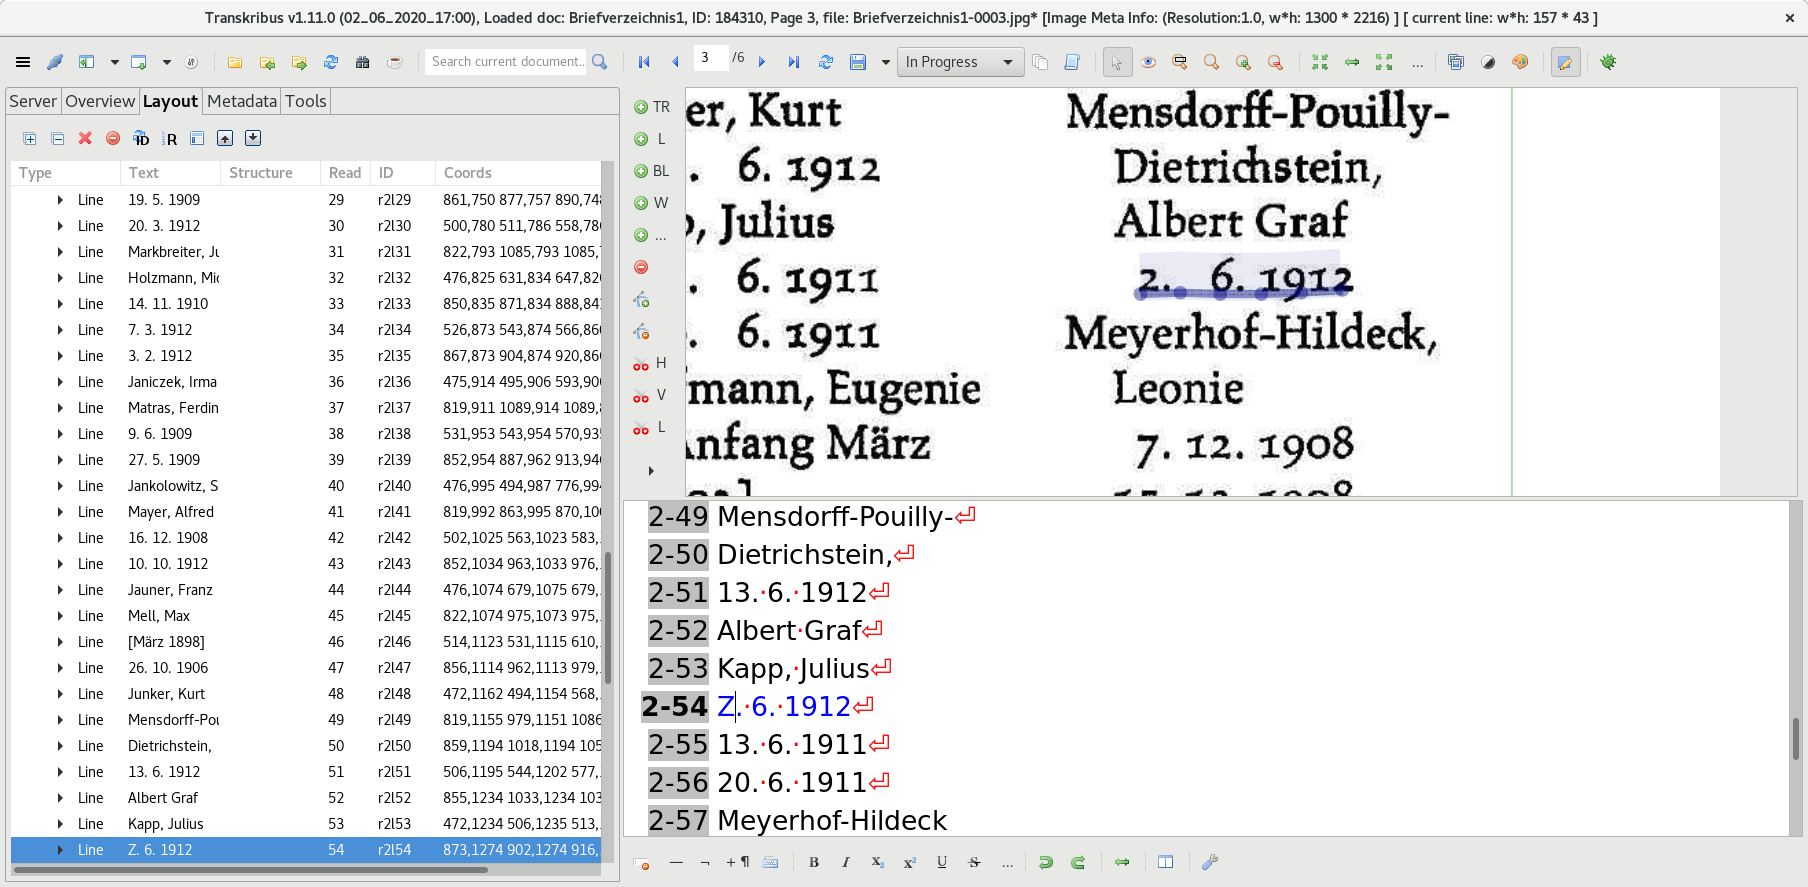 Transkribus v1.11.0 (02_06_2020_17:00), Loaded doc: Briefverzeichnis1, ID: 184310, Page 3, file: Briefverzeichnis1-0003.jpg* [Image Meta Info: (Resolution:1.0, w*h: 1300 * 2216) ] [ current line: w*h: 157 * 43 ]
Search current document... 3 /6 In Progress ...
Server Overview Layout Metadata Tools
ID R
Type Text Structure Read ID Coords
Line 19. 5. 1909 29 r2l29 861,750 877,757 890,748
Line 20. 3. 1912 30 r2l30 500,780 511,786 558,786
Line Markbreiter, Ju 31 r2l31 822,793 1085,793 1085,
Line Holzmann, Mic 32 r2l32 476,825 631,834 647,826
Line 14. 11. 1910 33 r2l33 850,835 871,834 888,84
Line 7. 3. 1912 34 r2l34 526,873 543,874 566,866
Line 3. 2. 1912 35 r2l35 867,873 904,874 920,866
Line Janiczek, Irma 36 r2l36 475,914 495,906 593,906
Line Matras, Ferdin 37 r2l37 819,911 1089,914 1089,
Line 9. 6. 1909 38 r2l38 531,953 543,954 570,935
Line 27. 5. 1909 39 r2l39 852,954 887,962 913,946
Line Jankolowitz, S 40 r2l40 476,995 494,987 776,994
Line Mayer, Alfred 41 r2l41 819,992 863,995 870,100
Line 16. 12. 1908 42 r2l42 502,1025 563,1023 583,
Line 10. 10. 1912 43 r2l43 852,1034 963,1033 976,
Line Jauner, Franz 44 r2l44 476,1074 679,1075 679,
Line Mell, Max 45 r2l45 822,1074 975,1073 975,
Line [März 1898] 46 r2l46 514,1123 531,1115 610,
Line 26. 10. 1906 47 r2l47 856,1114 962,1113 979,
Line Junker, Kurt 48 r2l48 472,1162 494,1154 568,
Line Mensdorff-Pou 49 r2l49 819,1155 979,1151 1086
Line Dietrichstein, 50 r2l50 859,1194 1018,1194 105
Line 13. 6. 1912 51 r2l51 506,1195 544,1202 577,
Line Albert Graf 52 r2l52 855,1234 1033,1234 103
Line Kapp, Julius 53 r2l53 472,1234 506,1235 513,
Line Z. 6. 1912 54 r2l54 873,1274 902,1274 916,
TR
L
BL
W
...
H
V
L
er, Kurt
. 6. 1912
, Julius
. 6. 1911
. 6. 1911
mann, Eugenie
Anfang März
Mensdorff-Pouilly-
Dietrichstein,
Albert Graf
2. 6. 1912
Meyerhof-Hildeck,
Leonie
7. 12. 1908
2-49 Mensdorff-Pouilly-
2-50 Dietrichstein,
2-51 13. 6. 1912
2-52 Albert Graf
2-53 Kapp, Julius
2-54 Z. 6. 1912
2-55 13. 6. 1911
2-56 20. 6. 1911
2-57 Meyerhof-Hildeck
— ¬ + ¶ B I X₂ X² U S ...